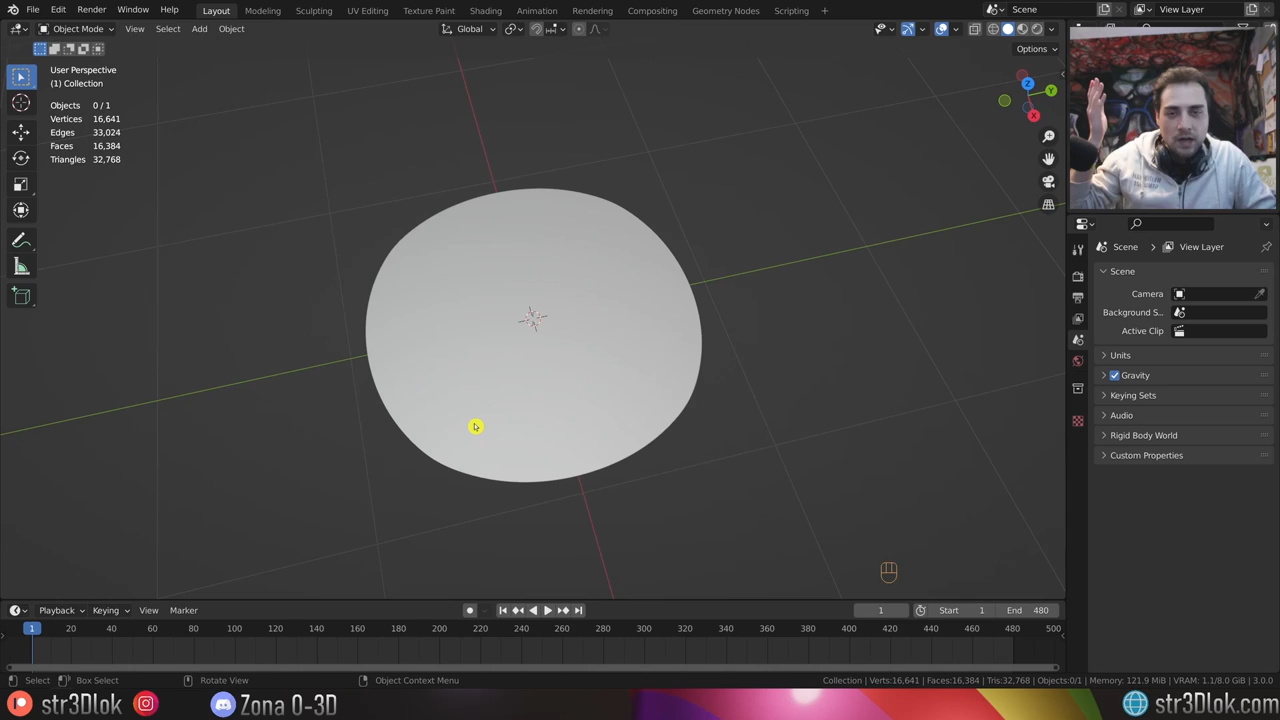 File Edit Render Window Help Layout Modeling Sculpting UV Editing Texture Paint Shading Animation Rendering Compositing Geometry Nodes Scripting + Scene View Layer
Object Mode View Select Add Object Global
Options
User Perspective
(1) Collection
Objects 0/1
Vertices 16,641
Edges 33,024
Faces 16,384
Triangles 32,768
Z
Y
X
Scene > View Layer
Scene
Camera
Background S...
Active Clip
Units
Gravity
Keying Sets
Audio
Rigid Body World
Custom Properties
Playback Keying View Marker 1 Start 1 End 480
1 20 40 60 80 100 120 140 160 180 200 220 240 260 280 300 320 340 360 380 400 420 440 460 480 500
Select Box Select Rotate View Object Context Menu Collection | Verts:16,641 | Faces:16,384 | Tris:32,768 | Objects:0/1 | Memory: 121.9 MiB | VRAM: 1.1/8.0 GiB | 3.0.0
str3Dlok Zona 0-3D str3Dlok.com